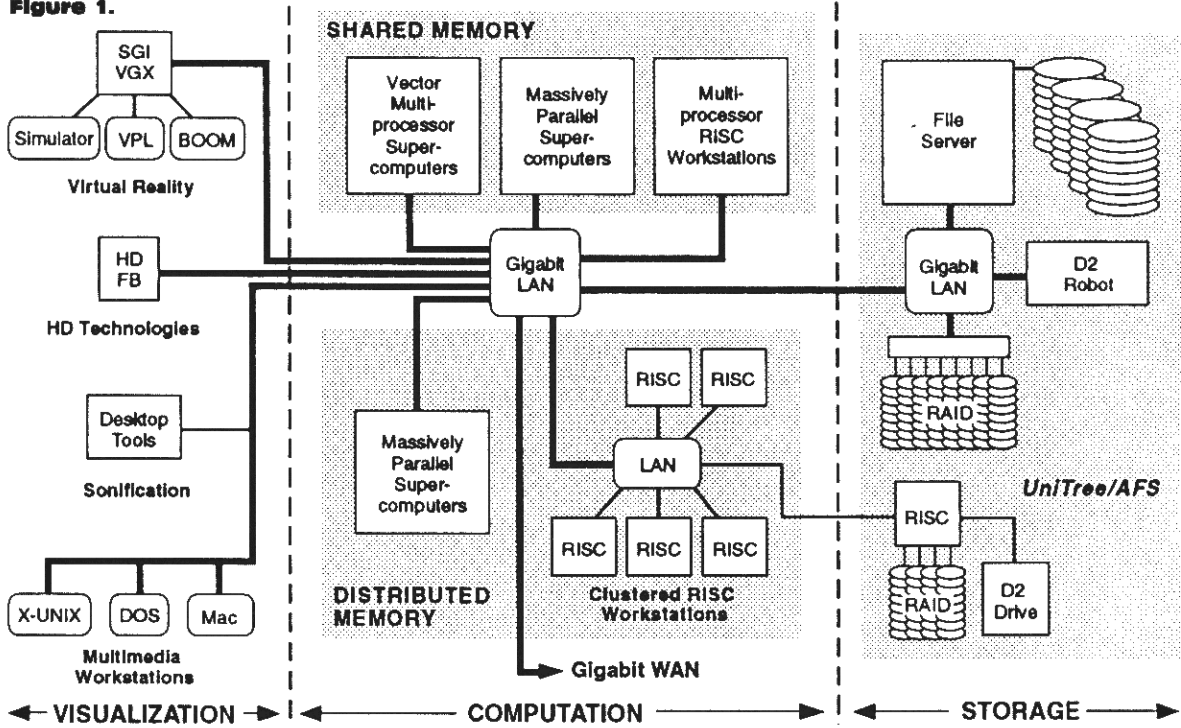 Figure 1.
SGI
VGX
Simulator
VPL
BOOM
Virtual Reality
HD
FB
HD Technologies
Desktop
Tools
Sonification
X-UNIX
DOS
Mac
Multimedia
Workstations
VISUALIZATION
SHARED MEMORY
Vector
Multi-
processor
Super-
computers
Massively
Parallel
Super-
computers
Multi-
processor
RISC
Workstations
Gigabit
LAN
Massively
Parallel
Super-
computers
DISTRIBUTED
MEMORY
RISC
RISC
LAN
RISC
RISC
RISC
Clustered RISC
Workstations
Gigabit WAN
COMPUTATION
File
Server
Gigabit
LAN
D2
Robot
RAID
UniTree/AFS
RISC
RAID
D2
Drive
STORAGE